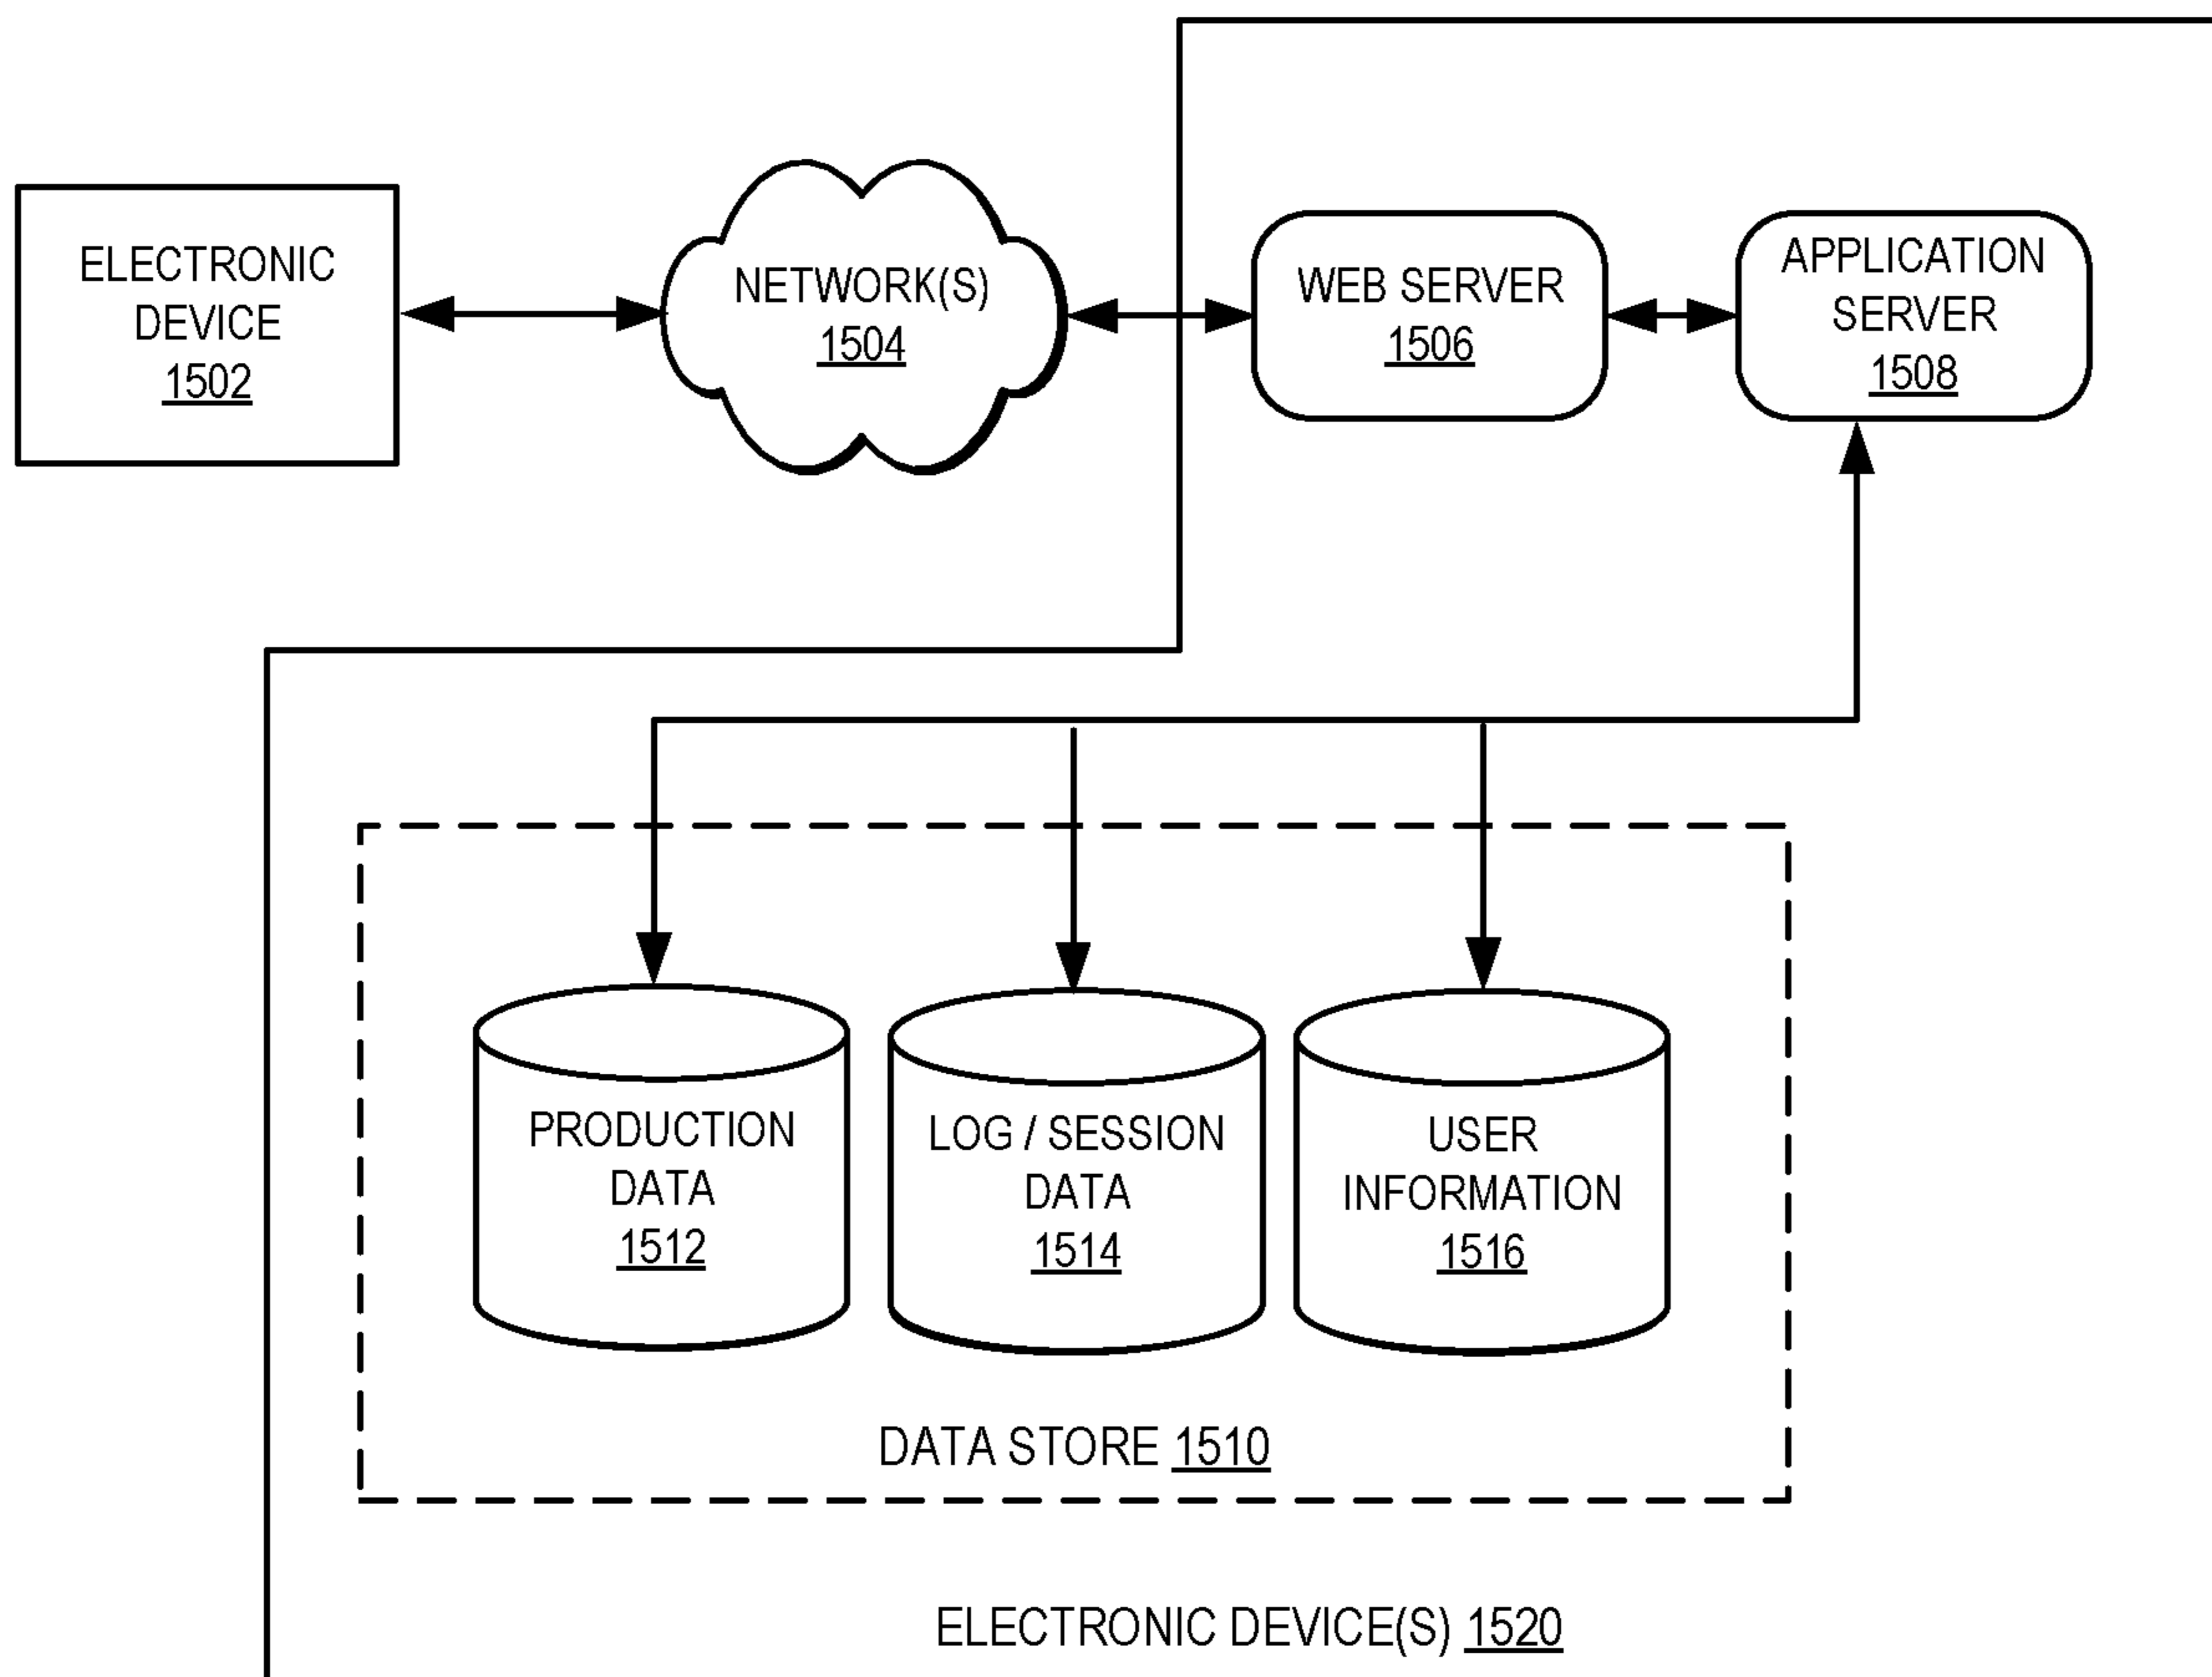 ELECTRONIC
DEVICE
1502
NETWORK(S)
1504
WEB SERVER
1506
APPLICATION
SERVER
1508
PRODUCTION
DATA
1512
LOG / SESSION
DATA
1514
USER
INFORMATION
1516
DATA STORE 1510
ELECTRONIC DEVICE(S) 1520